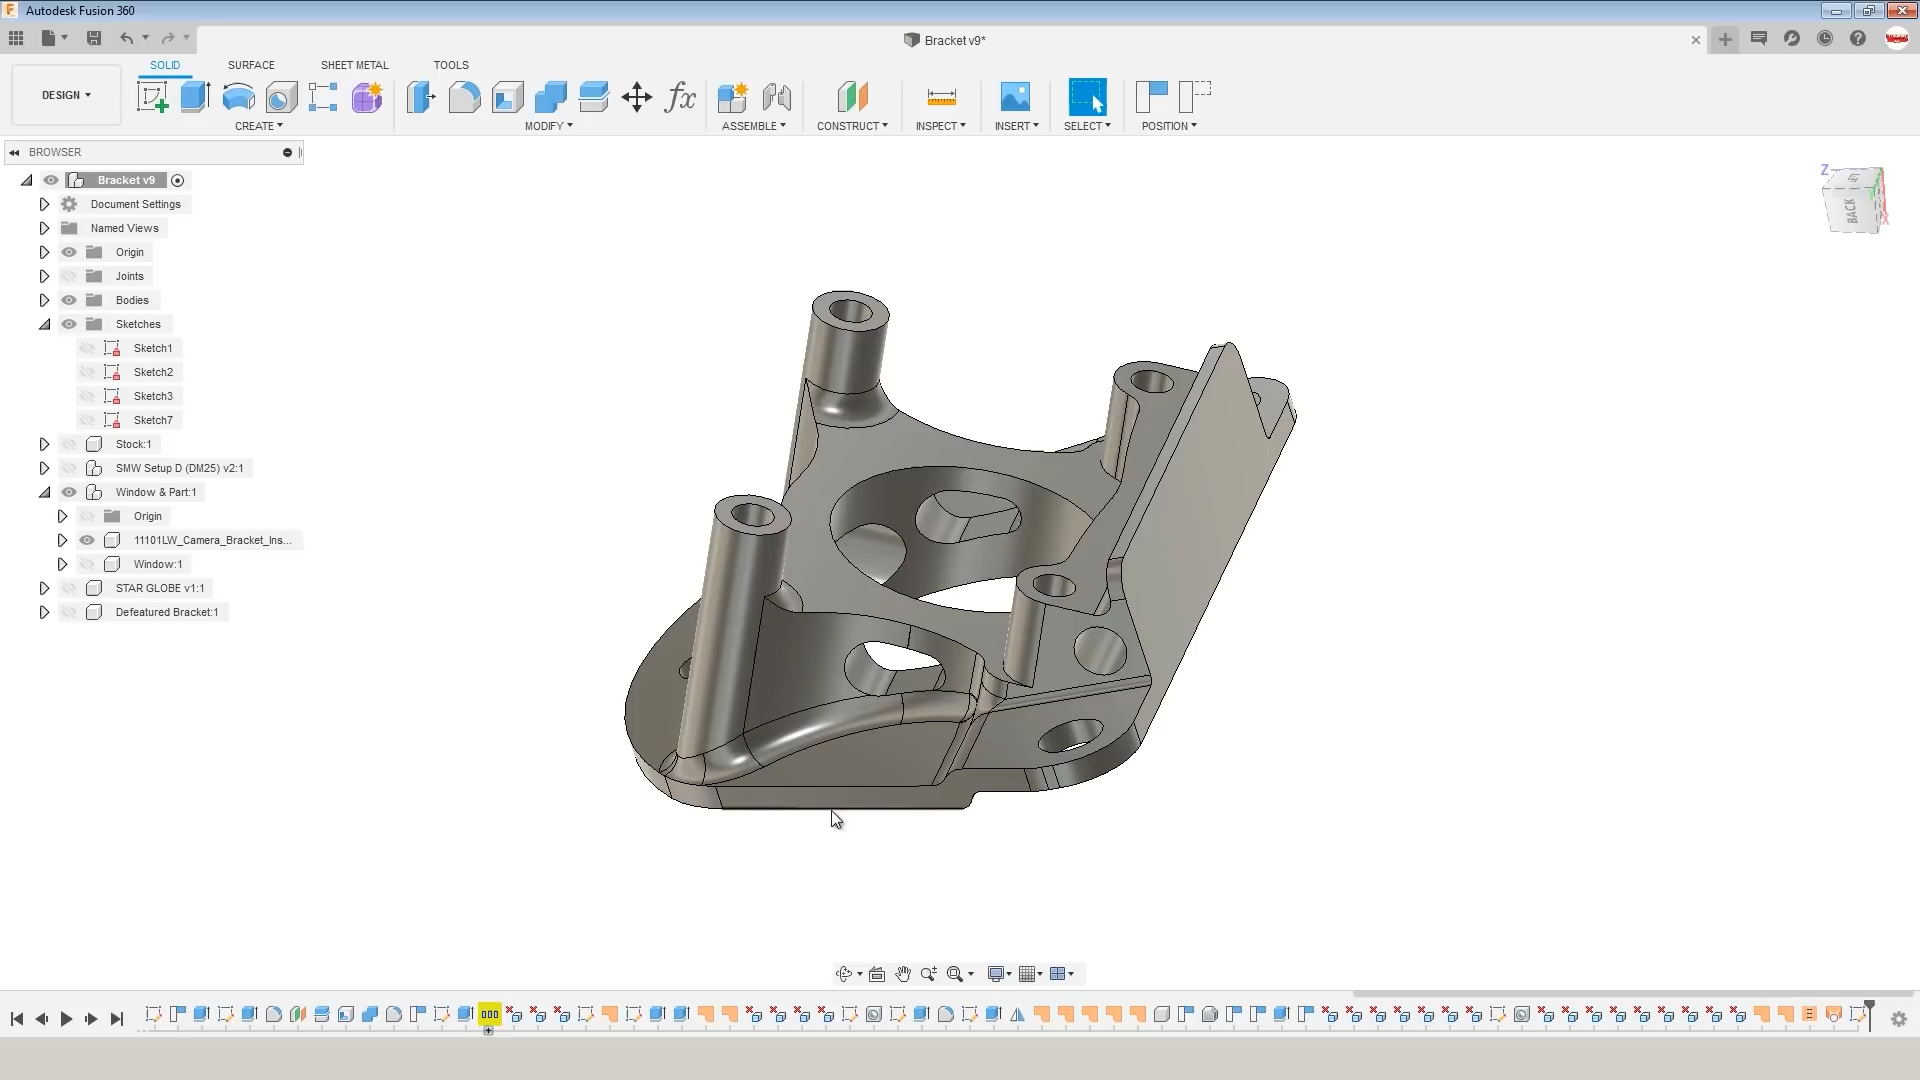 Autodesk Fusion 360
Bracket v9*
SOLID SURFACE SHEET METAL TOOLS
DESIGN
CREATE MODIFY ASSEMBLE CONSTRUCT INSPECT INSERT SELECT POSITION
BROWSER
Bracket v9
Document Settings
Named Views
Origin
Joints
Bodies
Sketches
Sketch1
Sketch2
Sketch3
Sketch7
Stock:1
SMW Setup D (DM25) v2:1
Window & Part:1
Origin
11101LW_Camera_Bracket_Ins...
Window:1
STAR GLOBE v1:1
Defeatured Bracket:1
Z
BACK
X